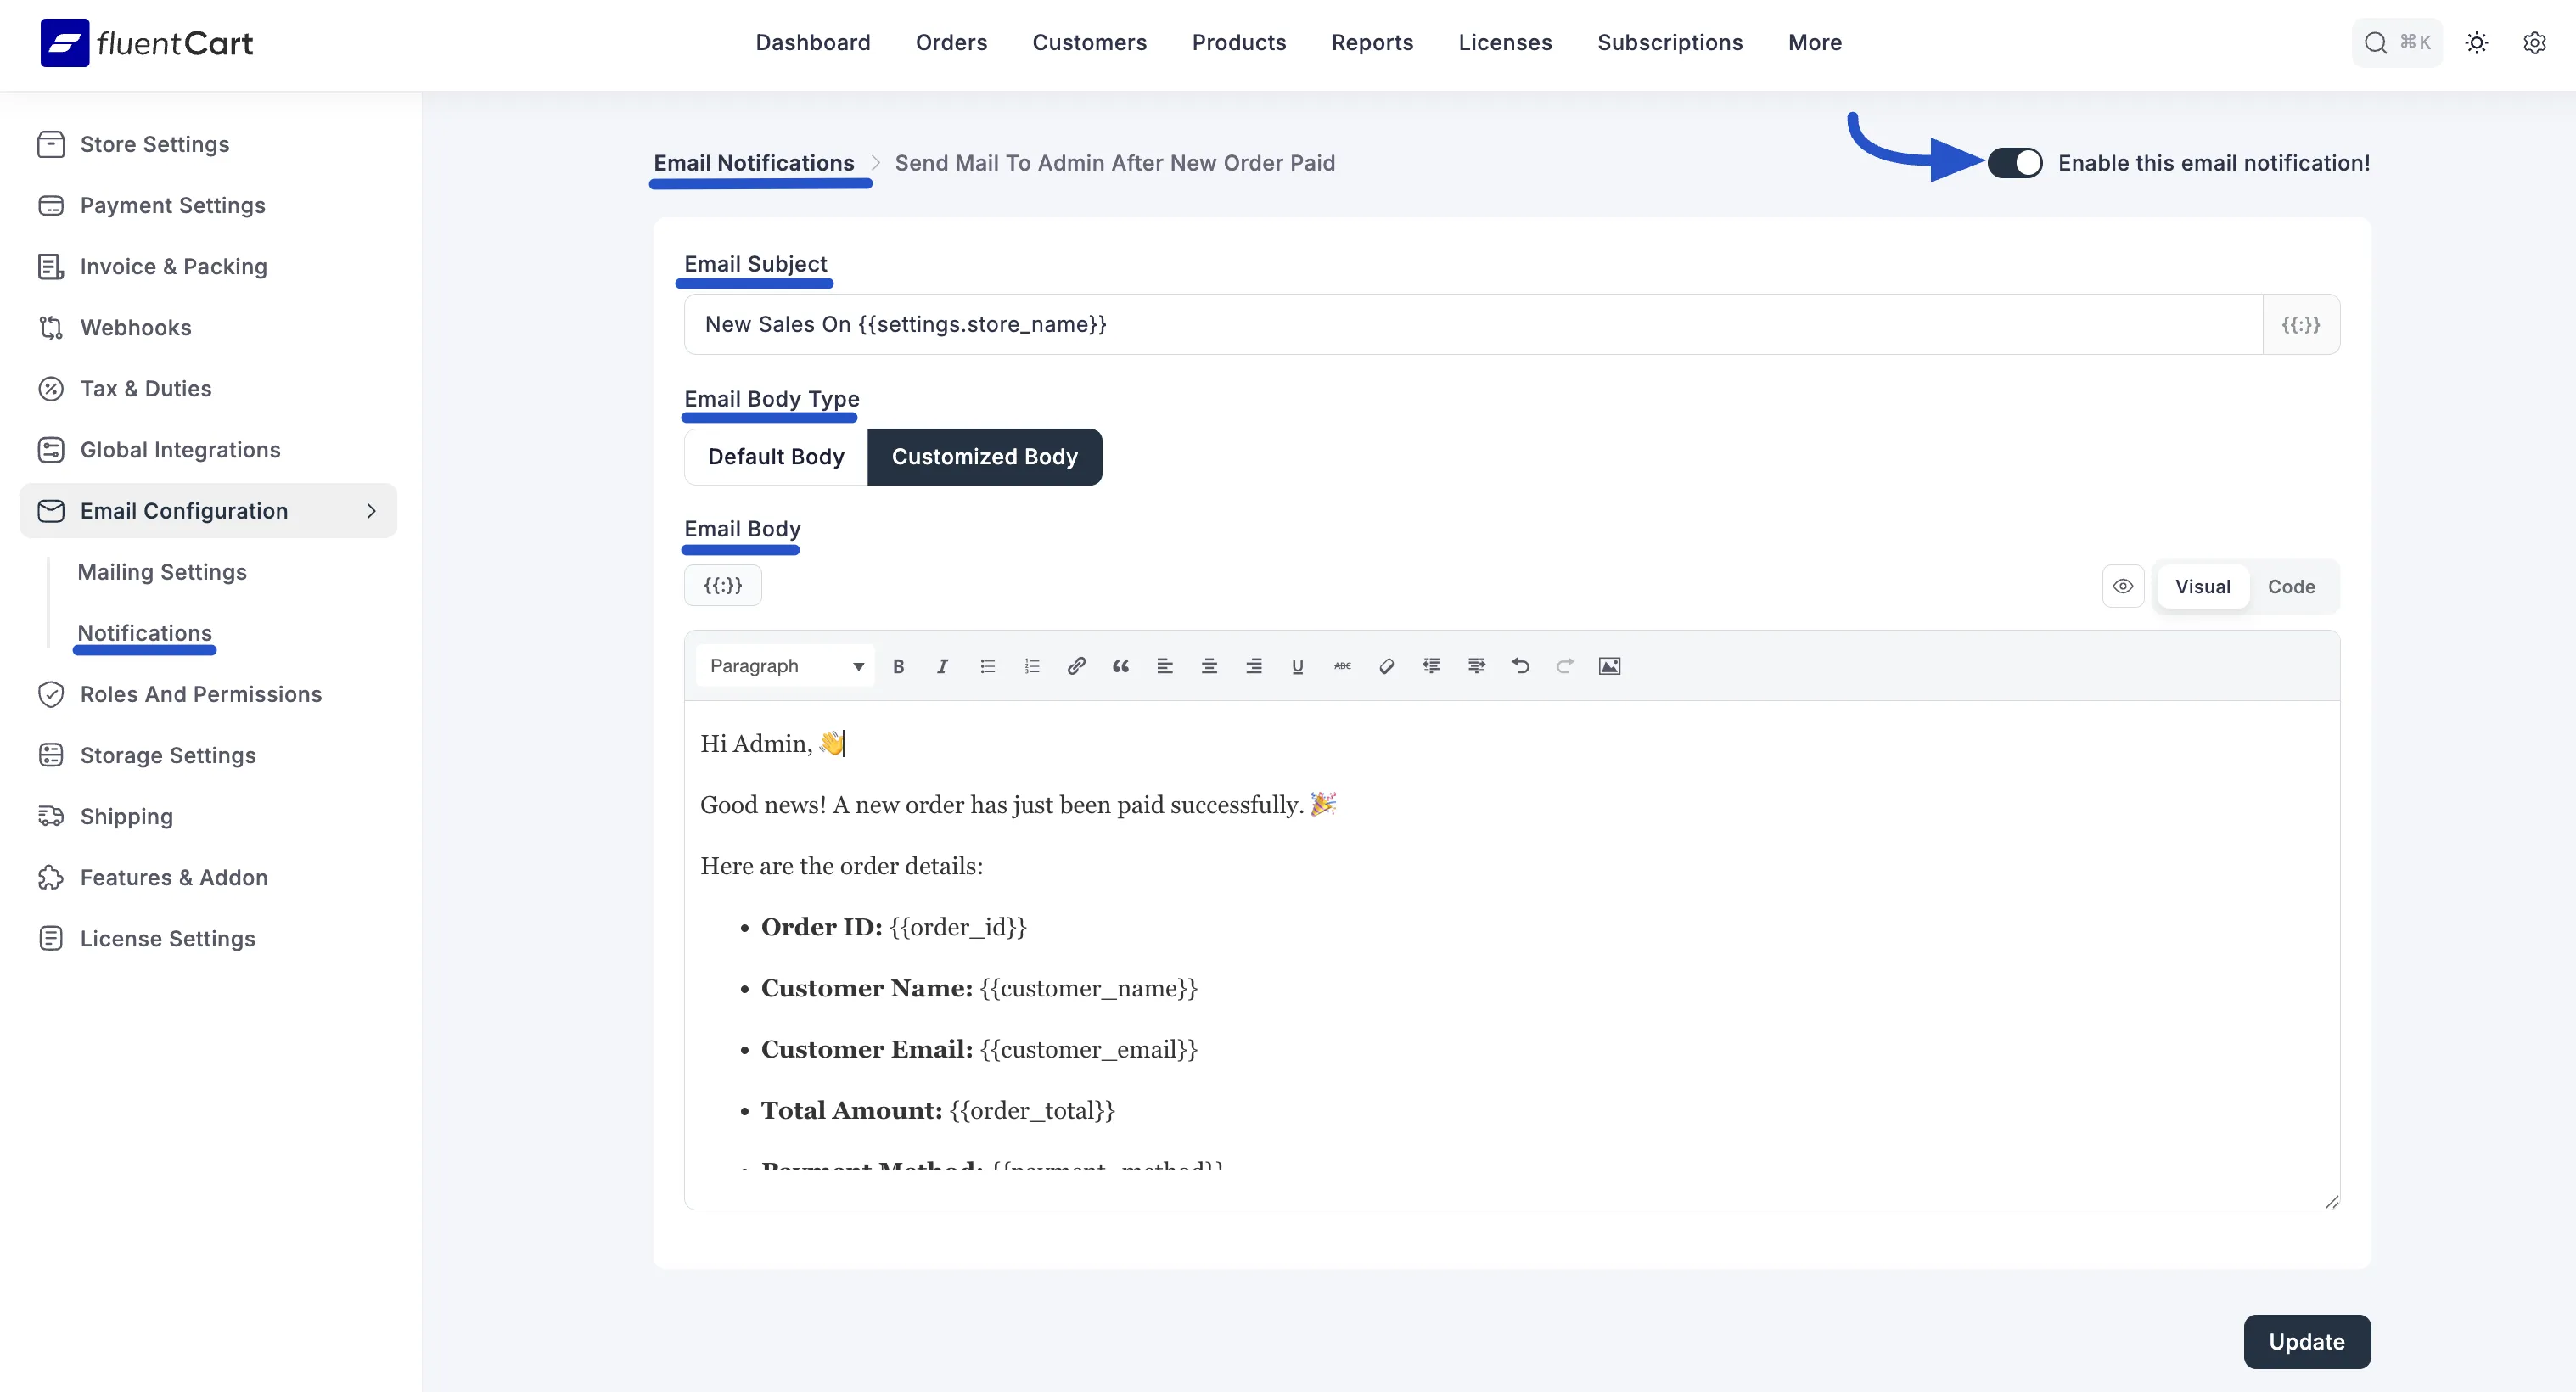 fluentCart
Dashboard Orders Customers Products Reports Licenses Subscriptions More
⌘K
Store Settings
Payment Settings
Invoice & Packing
Webhooks
Tax & Duties
Global Integrations
Email Configuration
Mailing Settings
Notifications
Roles And Permissions
Storage Settings
Shipping
Features & Addon
License Settings
Email Notifications > Send Mail To Admin After New Order Paid
Enable this email notification!
Email Subject
New Sales On {{settings.store_name}}
{{:}}
Email Body Type
Default Body Customized Body
Email Body
{{:}}
Visual Code
Paragraph
ABC
Hi Admin, 👋
Good news! A new order has just been paid successfully. 🎉
Here are the order details:
• Order ID: {{order_id}}
• Customer Name: {{customer_name}}
• Customer Email: {{customer_email}}
• Total Amount: {{order_total}}
• Payment Method: {{payment_method}}
Update